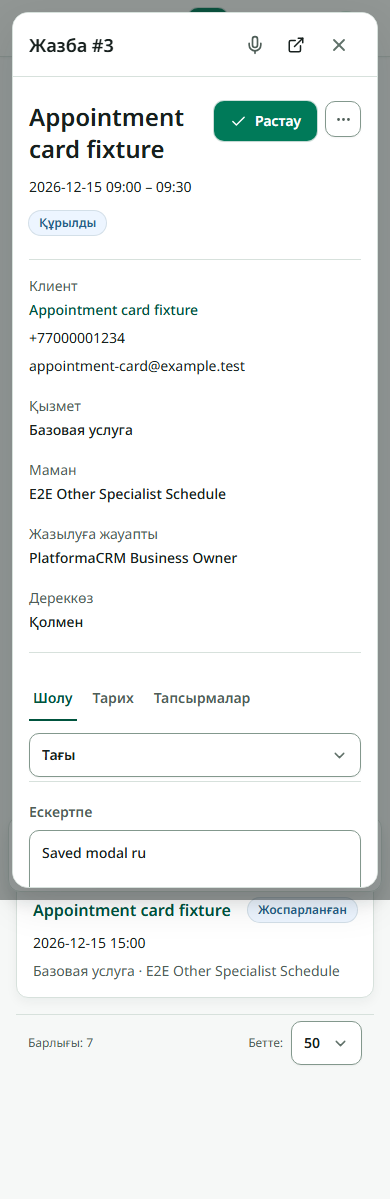 Жазба #3
Appointment card fixture
Растау
2026-12-15 09:00 – 09:30
Құрылды
Клиент
Appointment card fixture
+77000001234
appointment-card@example.test
Қызмет
Базовая услуга
Маман
E2E Other Specialist Schedule
Жазылуға жауапты
PlatformaCRM Business Owner
Дереккөз
Қолмен
Шолу Тарих Тапсырмалар
Тағы
Ескертпе
Saved modal ru
Appointment card fixture Жоспарланған
2026-12-15 15:00
Базовая услуга · E2E Other Specialist Schedule
Барлығы: 7 Бетте: 50